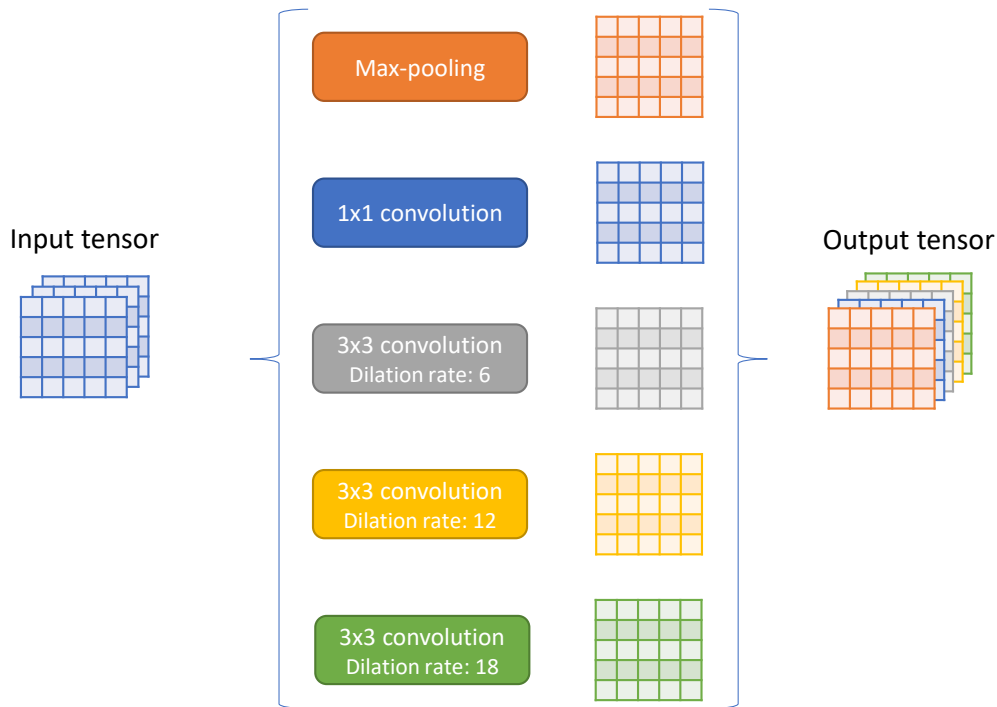 Input tensor
Max-pooling
1x1 convolution
3x3 convolution
Dilation rate: 6
3x3 convolution
Dilation rate: 12
3x3 convolution
Dilation rate: 18
Output tensor